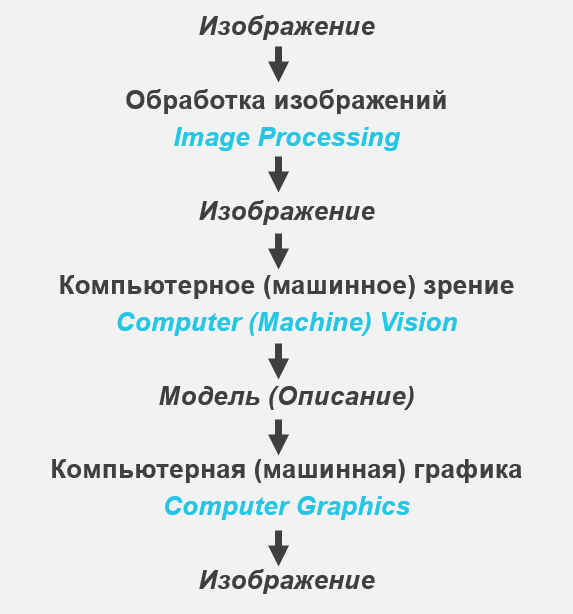 Изображение
Обработка изображений
Image Processing
Изображение
Компьютерное (машинное) зрение
Computer (Machine) Vision
Модель (Описание)
Компьютерная (машинная) графика
Computer Graphics
Изображение